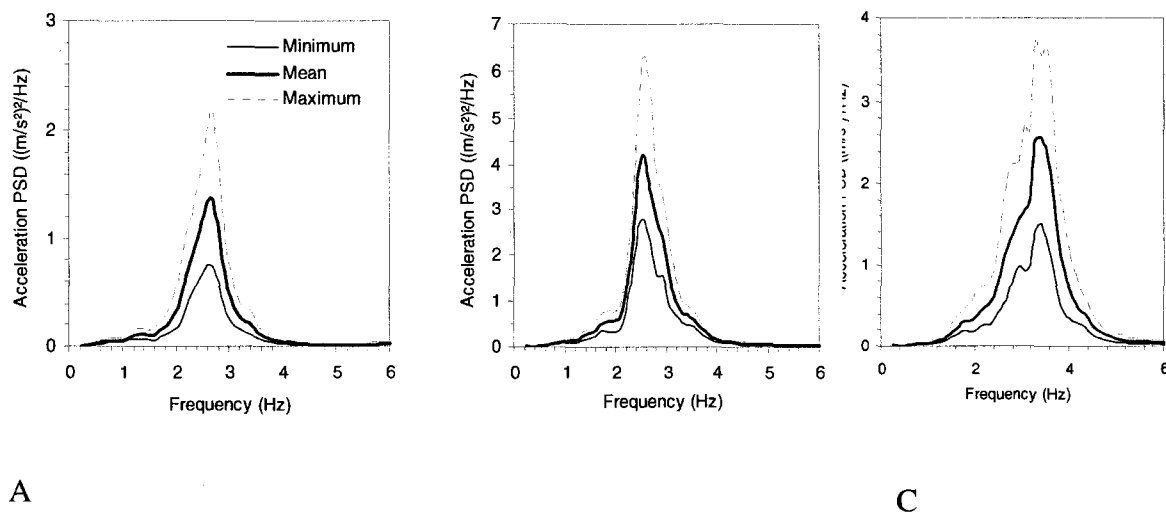 3
2
1
0
Acceleration PSD ((m/s²)²/Hz)
Minimum
Mean
Maximum
0 1 2 3 4 5 6
Frequency (Hz)
7
6
5
4
3
2
1
0
Acceleration PSD ((m/s²)²/Hz)
0 1 2 3 4 5 6
Frequency (Hz)
4
3
2
1
0
0 2 4 6
Frequency (Hz)
A
C